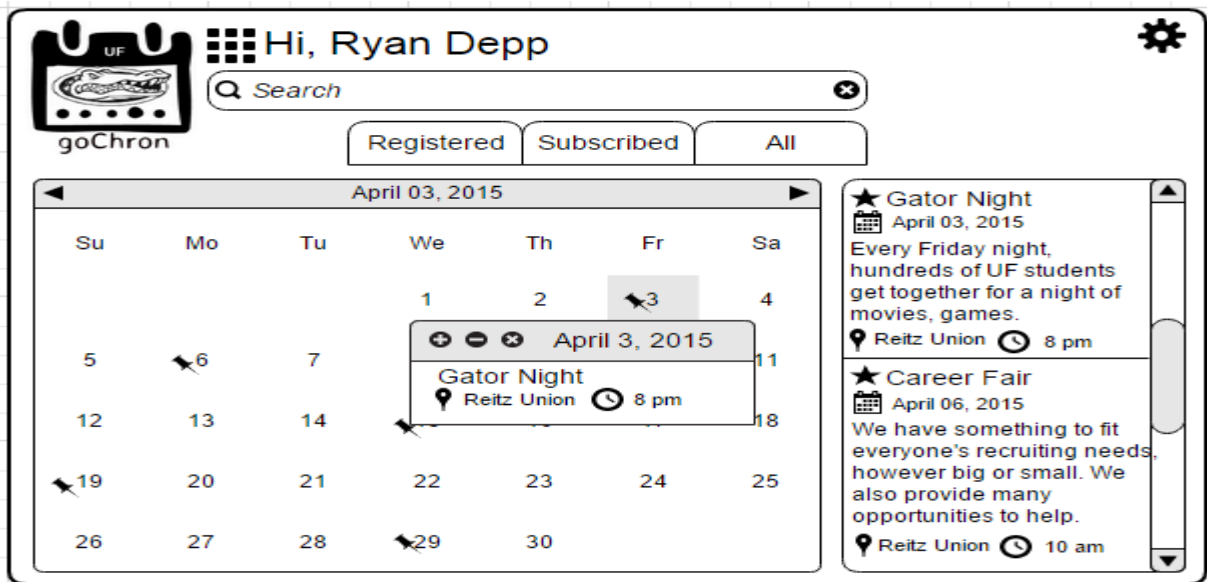 UF
goChron
Hi, Ryan Depp
Search
Registered Subscribed All
April 03, 2015
Su Mo Tu We Th Fr Sa
1 2 3 4
5 6 7 11
12 13 14 18
19 20 21 22 23 24 25
26 27 28 29 30
April 3, 2015
Gator Night
Reitz Union 8 pm
Gator Night
April 03, 2015
Every Friday night,
hundreds of UF students
get together for a night of
movies, games.
Reitz Union 8 pm
Career Fair
April 06, 2015
We have something to fit
everyone's recruiting needs,
however big or small. We
also provide many
opportunities to help.
Reitz Union 10 am